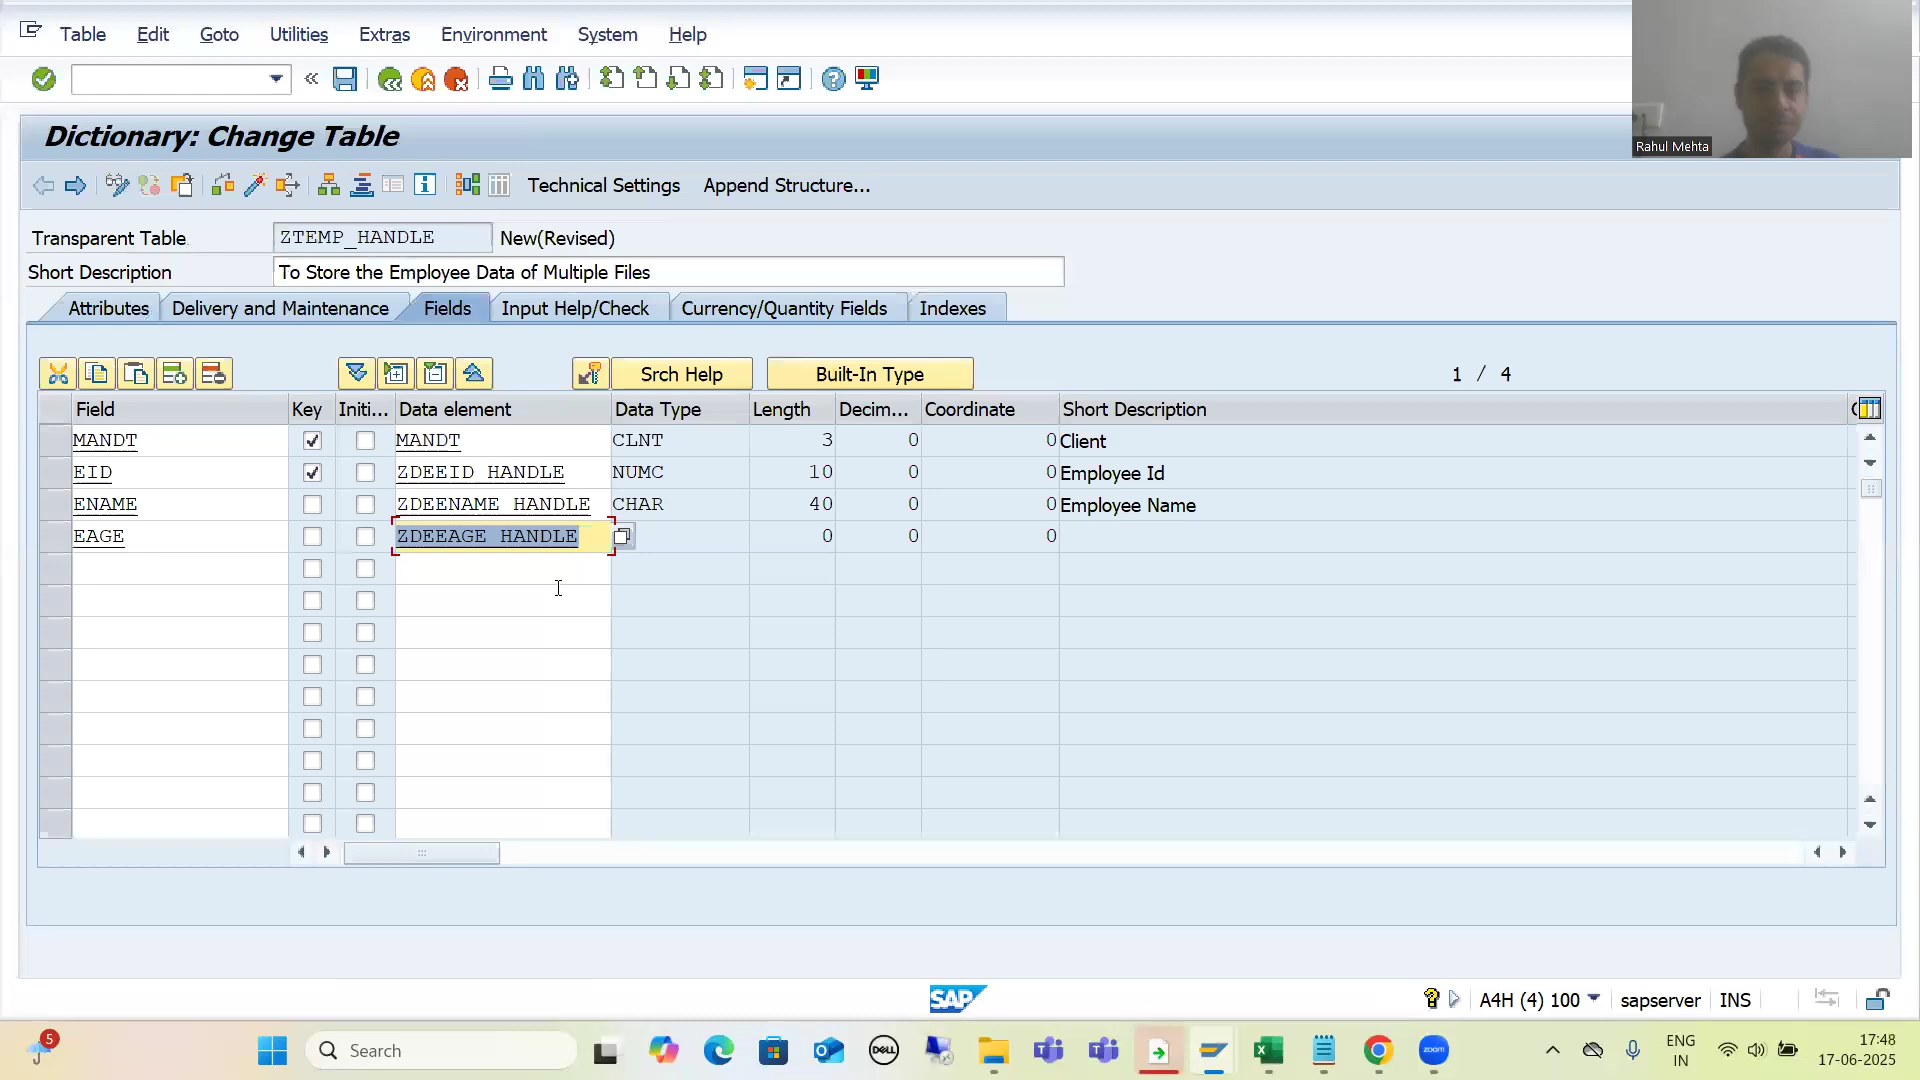 Table Edit Goto Utilities Extras Environment System Help
Rahul Mehta
Dictionary: Change Table
Technical Settings Append Structure...
Transparent Table ZTEMP_HANDLE New(Revised)
Short Description To Store the Employee Data of Multiple Files
Attributes Delivery and Maintenance Fields Input Help/Check Currency/Quantity Fields Indexes
Srch Help Built-In Type 1 / 4
Field Key Initi... Data element Data Type Length Decim... Coordinate Short Description
MANDT MANDT CLNT 3 0 0 Client
EID ZDEEID_HANDLE NUMC 10 0 0 Employee Id
ENAME ZDEENAME_HANDLE CHAR 40 0 0 Employee Name
EAGE ZDEEAGE_HANDLE 0 0 0
SAP A4H (4) 100 sapserver INS
5 Search DELL zoom ENG IN 17:48 17-06-2025